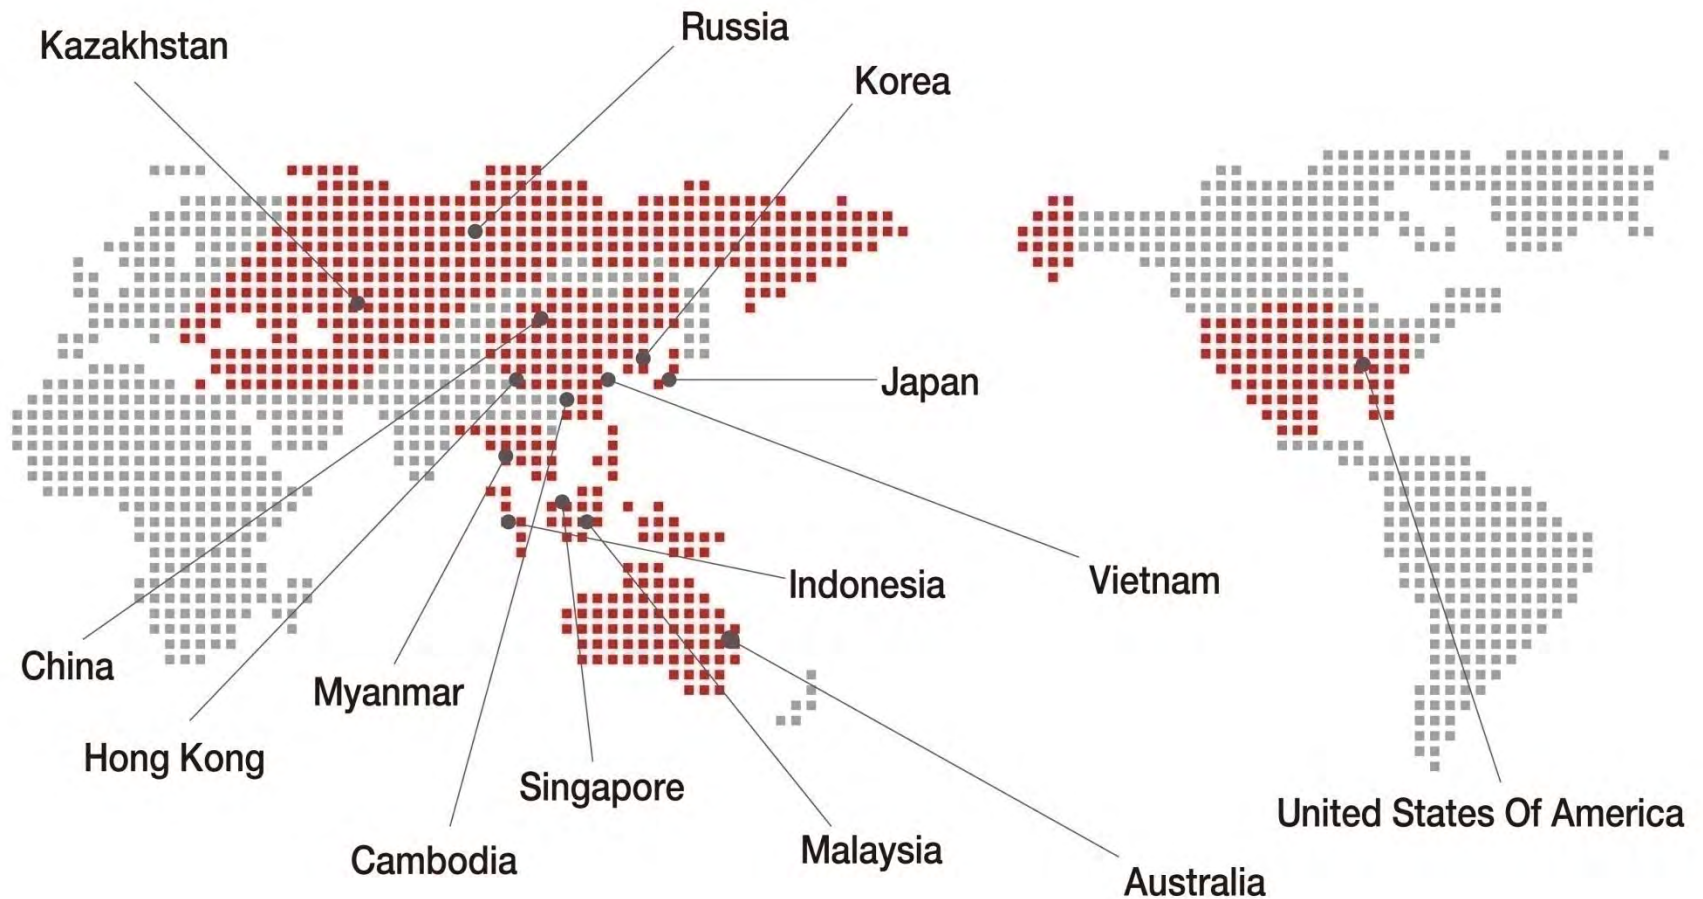 Russia
Kazakhstan
Korea
Japan
Vietnam
Indonesia
China
Myanmar
Hong Kong
Singapore
United States Of America
Malaysia
Cambodia
Australia